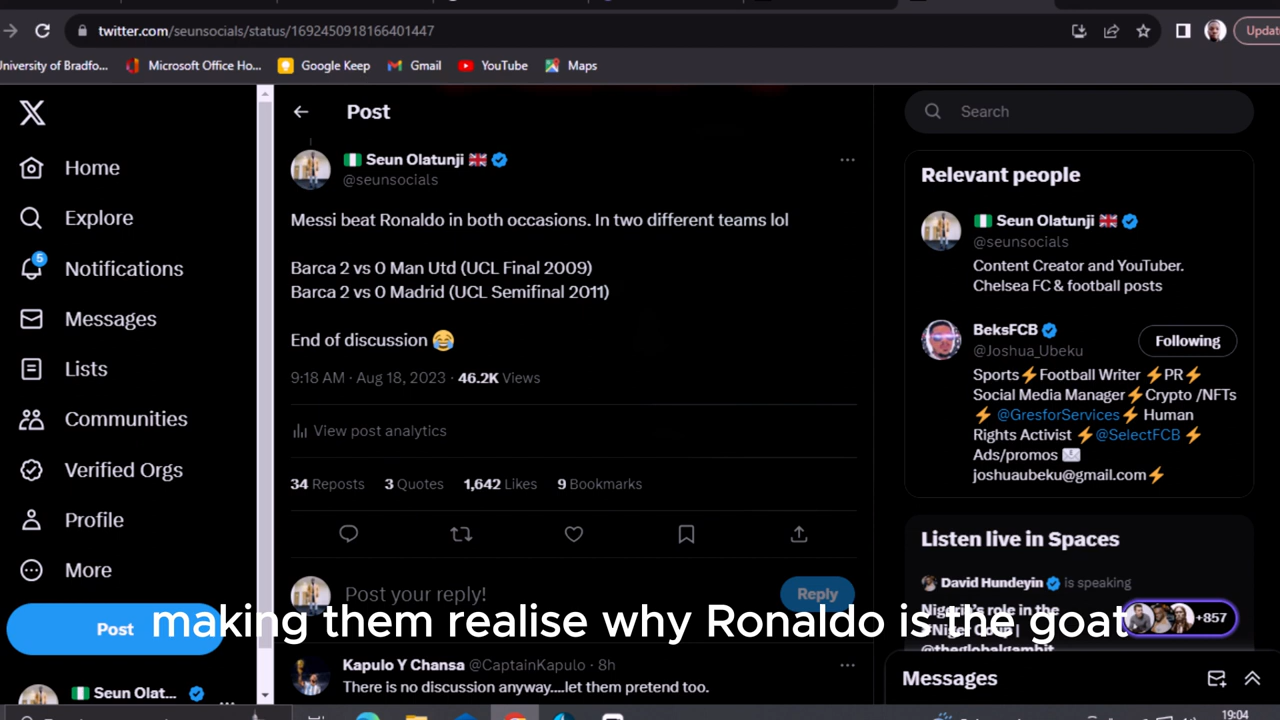 twitter.com/seunsocials/status/1692450918166401447
Update
University of Bradfo...
Microsoft Office Ho...
Google Keep
Gmail
YouTube
Maps
Home
Explore
5
Notifications
Messages
Lists
Communities
Verified Orgs
Profile
More
Post
Seun Olat...
Post
Seun Olatunji
@seunsocials
Messi beat Ronaldo in both occasions. In two different teams lol
Barca 2 vs 0 Man Utd (UCL Final 2009)
Barca 2 vs 0 Madrid (UCL Semifinal 2011)
End of discussion 😂
9:18 AM · Aug 18, 2023 · 46.2K Views
View post analytics
34 Reposts 3 Quotes 1,642 Likes 9 Bookmarks
Post your reply!
Reply
making them realise why Ronaldo is the goat
Kapulo Y Chansa @CaptainKapulo · 8h
There is no discussion anyway....let them pretend too.
Search
Relevant people
Seun Olatunji
@seunsocials
Content Creator and YouTuber.
Chelsea FC & football posts
BeksFCB
@Joshua_Ubeku
Following
Sports⚡Football Writer ⚡PR⚡
Social Media Manager⚡Crypto /NFTs
⚡ @GresforServices⚡ Human
Rights Activist ⚡@SelectFCB ⚡
Ads/promos ✉
joshuaubeku@gmail.com⚡
Listen live in Spaces
David Hundeyin is speaking
Nigeria's role in the
@theglobalgambit
+857
Messages
19:04